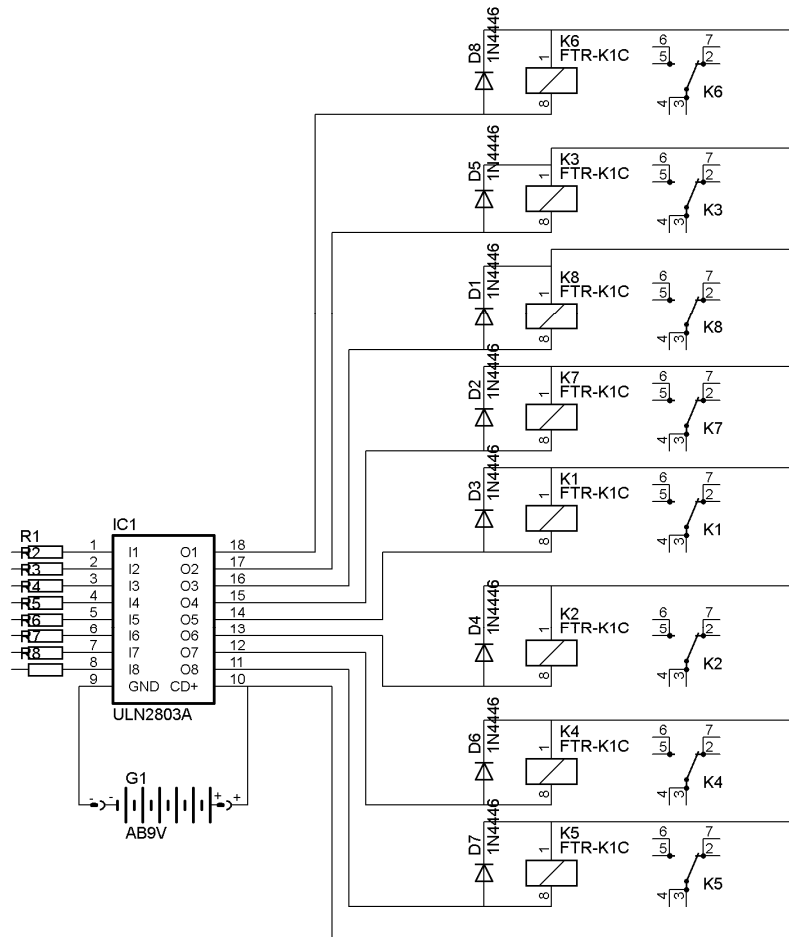 D8
1N4446
1
8
K6
FTR-K1C
6
5
7
2
4
3
K6
D5
1N4446
1
8
K3
FTR-K1C
6
5
7
2
4
3
K3
D1
1N4446
1
8
K8
FTR-K1C
6
5
7
2
4
3
K8
D2
1N4446
1
8
K7
FTR-K1C
6
5
7
2
4
3
K7
D3
1N4446
1
8
K1
FTR-K1C
6
5
7
2
4
3
K1
D4
1N4446
1
8
K2
FTR-K1C
6
5
7
2
4
3
K2
D6
1N4446
1
8
K4
FTR-K1C
6
5
7
2
4
3
K4
D7
1N4446
1
8
K5
FTR-K1C
6
5
7
2
4
3
K5
IC1
R1
R2 1 I1 O1 18
R3 2 I2 O2 17
R4 3 I3 O3 16
R5 4 I4 O4 15
R6 5 I5 O5 14
R7 6 I6 O6 13
R8 7 I7 O7 12
8 I8 O8 11
9 GND CD+ 10
ULN2803A
G1
- - + +
AB9V